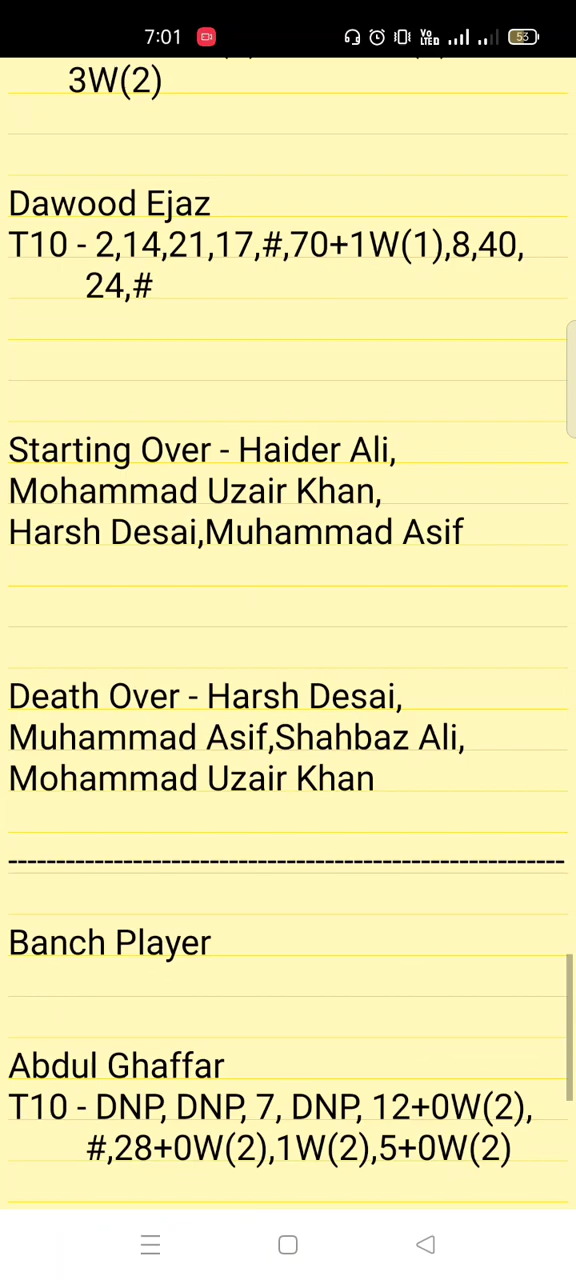 7:01
VoLTED
53
3W(2)
Dawood Ejaz
T10 - 2,14,21,17,#,70+1W(1),8,40,
24,#
Starting Over - Haider Ali,
Mohammad Uzair Khan,
Harsh Desai,Muhammad Asif
Death Over - Harsh Desai,
Muhammad Asif,Shahbaz Ali,
Mohammad Uzair Khan
--------------------------------------------------------
Banch Player
Abdul Ghaffar
T10 - DNP, DNP, 7, DNP, 12+0W(2),
#,28+0W(2),1W(2),5+0W(2)